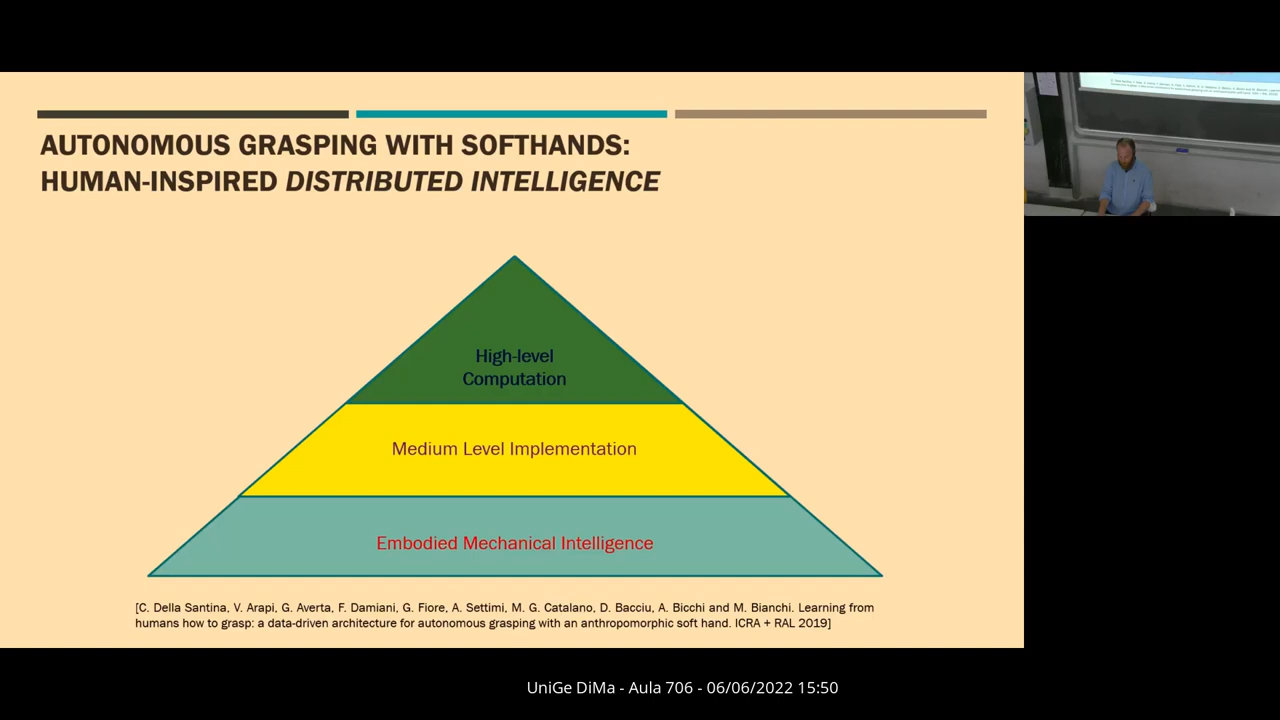 AUTONOMOUS GRASPING WITH SOFTHANDS:
HUMAN-INSPIRED DISTRIBUTED INTELLIGENCE
High-level
Computation
Medium Level Implementation
Embodied Mechanical Intelligence
[C. Della Santina, V. Arapi, G. Averta, F. Damiani, G. Fiore, A. Settimi, M. G. Catalano, D. Bacciu, A. Bicchi and M. Bianchi. Learning from
humans how to grasp: a data-driven architecture for autonomous grasping with an anthropomorphic soft hand. ICRA + RAL 2019]
UniGe DiMa - Aula 706 - 06/06/2022 15:50